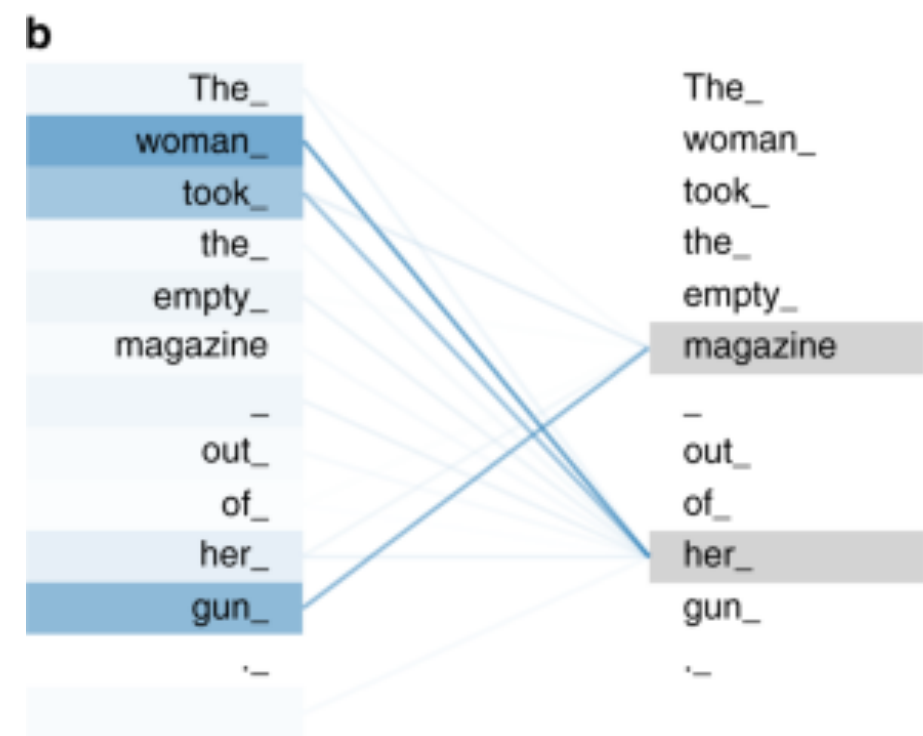 b
The_ The_
woman_ woman_
took_ took_
the_ the_
empty_ empty_
magazine magazine
_ _
out_ out_
of_ of_
her_ her_
gun_ gun_
._ ._